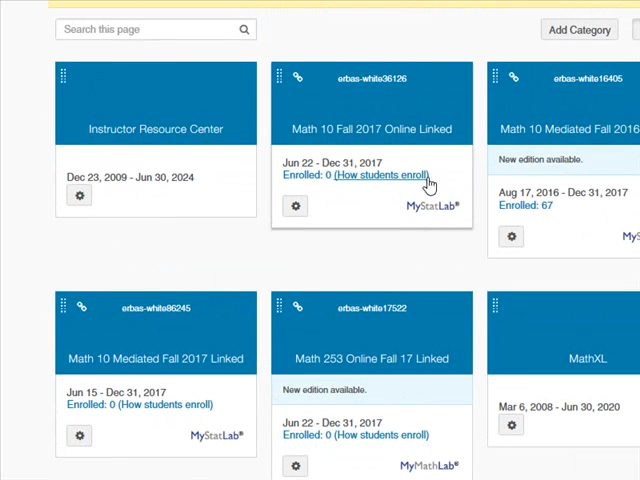 Search this page
Add Category
Instructor Resource Center
Dec 23, 2009 - Jun 30, 2024
erbas-white36126
Math 10 Fall 2017 Online Linked
Jun 22 - Dec 31, 2017
Enrolled: 0 (How students enroll)
MyStatLab®
erbas-white16405
Math 10 Mediated Fall 2016
New edition available.
Aug 17, 2016 - Dec 31, 2017
Enrolled: 67
MyS
erbas-white86245
Math 10 Mediated Fall 2017 Linked
Jun 15 - Dec 31, 2017
Enrolled: 0 (How students enroll)
MyStatLab®
erbas-white17522
Math 253 Online Fall 17 Linked
New edition available.
Jun 22 - Dec 31, 2017
Enrolled: 0 (How students enroll)
MyMathLab®
MathXL
Mar 6, 2008 - Jun 30, 2020